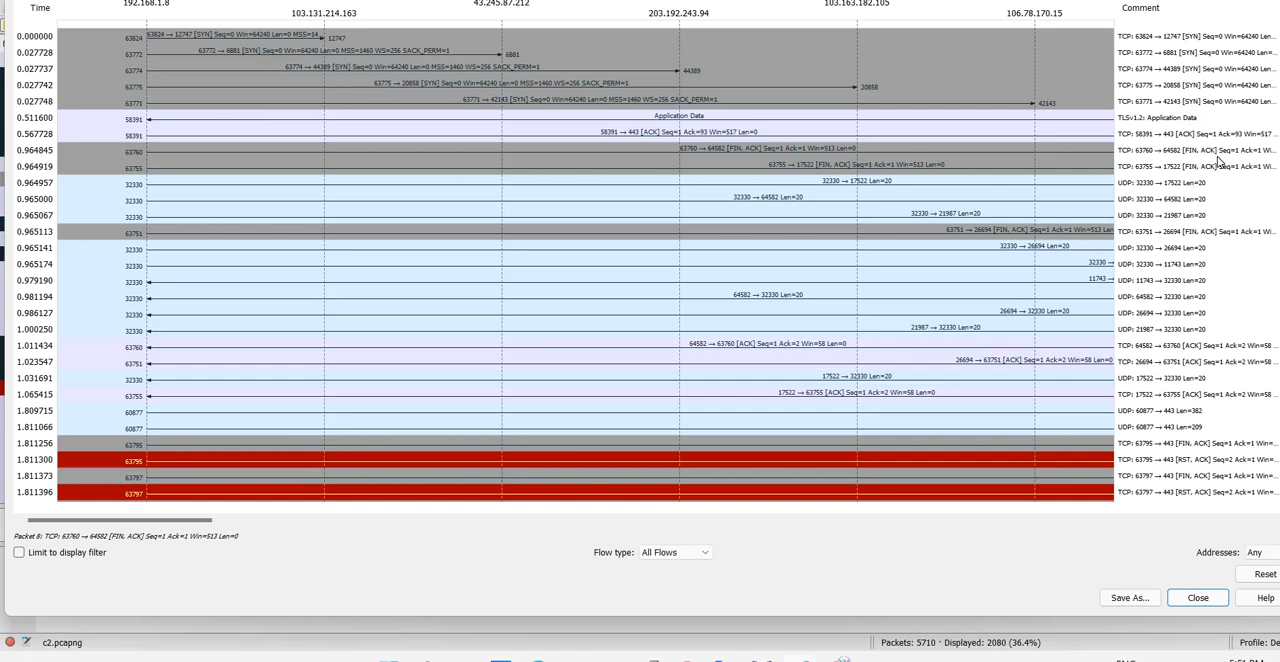 Time 192.168.1.8 103.131.214.163 43.245.87.212 203.192.243.94 103.163.182.105 106.78.170.15 Comment
0.000000 63824 63824 → 12747 [SYN] Seq=0 Win=64240 Len=0 MSS=14 12747 TCP: 63824 → 12747 [SYN] Seq=0 Win=64240 Len...
0.027728 63772 63772 → 6881 [SYN] Seq=0 Win=64240 Len=0 MSS=1460 WS=256 SACK_PERM=1 6881 TCP: 63772 → 6881 [SYN] Seq=0 Win=64240 Len=...
0.027737 63774 63774 → 44389 [SYN] Seq=0 Win=64240 Len=0 MSS=1460 WS=256 SACK_PERM=1 44389 TCP: 63774 → 44389 [SYN] Seq=0 Win=64240 Len...
0.027742 63775 63775 → 20858 [SYN] Seq=0 Win=64240 Len=0 MSS=1460 WS=256 SACK_PERM=1 20858 TCP: 63775 → 20858 [SYN] Seq=0 Win=64240 Len...
0.027748 63771 63771 → 42143 [SYN] Seq=0 Win=64240 Len=0 MSS=1460 WS=256 SACK_PERM=1 42143 TCP: 63771 → 42143 [SYN] Seq=0 Win=64240 Len...
0.511600 58391 Application Data TLSv1.2: Application Data
0.567728 58391 58391 → 443 [ACK] Seq=1 Ack=93 Win=517 Len=0 TCP: 58391 → 443 [ACK] Seq=1 Ack=93 Win=517 ...
0.964845 63760 63760 → 64582 [FIN, ACK] Seq=1 Ack=1 Win=513 Len=0 TCP: 63760 → 64582 [FIN, ACK] Seq=1 Ack=1 Wi...
0.964919 63755 63755 → 17522 [FIN, ACK] Seq=1 Ack=1 Win=513 Len=0 TCP: 63755 → 17522 [FIN, ACK] Seq=1 Ack=1 Wi...
0.964957 32330 32330 → 17522 Len=20 UDP: 32330 → 17522 Len=20
0.965000 32330 32330 → 64582 Len=20 UDP: 32330 → 64582 Len=20
0.965067 32330 32330 → 21987 Len=20 UDP: 32330 → 21987 Len=20
0.965113 63751 63751 → 26694 [FIN, ACK] Seq=1 Ack=1 Win=513 Len TCP: 63751 → 26694 [FIN, ACK] Seq=1 Ack=1 Wi...
0.965141 32330 32330 → 26694 Len=20 UDP: 32330 → 26694 Len=20
0.965174 32330 32330 → UDP: 32330 → 11743 Len=20
0.979190 32330 11743 → UDP: 11743 → 32330 Len=20
0.981194 32330 64582 → 32330 Len=20 UDP: 64582 → 32330 Len=20
0.986127 32330 26694 → 32330 Len=20 UDP: 26694 → 32330 Len=20
1.000250 32330 21987 → 32330 Len=20 UDP: 21987 → 32330 Len=20
1.011434 63760 64582 → 63760 [ACK] Seq=1 Ack=2 Win=58 Len=0 TCP: 64582 → 63760 [ACK] Seq=1 Ack=2 Win=58 ...
1.023547 63751 26694 → 63751 [ACK] Seq=1 Ack=2 Win=58 Len=0 TCP: 26694 → 63751 [ACK] Seq=1 Ack=2 Win=58 ...
1.031691 32330 17522 → 32330 Len=20 UDP: 17522 → 32330 Len=20
1.065415 63755 17522 → 63755 [ACK] Seq=1 Ack=2 Win=58 Len=0 TCP: 17522 → 63755 [ACK] Seq=1 Ack=2 Win=58 ...
1.809715 60877 UDP: 60877 → 443 Len=382
1.811066 60877 UDP: 60877 → 443 Len=209
1.811256 63795 TCP: 63795 → 443 [FIN, ACK] Seq=1 Ack=1 Win=...
1.811300 63795 TCP: 63795 → 443 [RST, ACK] Seq=2 Ack=1 Win=...
1.811373 63797 TCP: 63797 → 443 [FIN, ACK] Seq=1 Ack=1 Win=...
1.811396 63797 TCP: 63797 → 443 [RST, ACK] Seq=2 Ack=1 Win=...
Packet 8: TCP: 63760 → 64582 [FIN, ACK] Seq=1 Ack=1 Win=513 Len=0
Limit to display filter Flow type: All Flows Addresses: Any
Reset
Save As... Close Help
c2.pcapng Packets: 5710 · Displayed: 2080 (36.4%) Profile: De